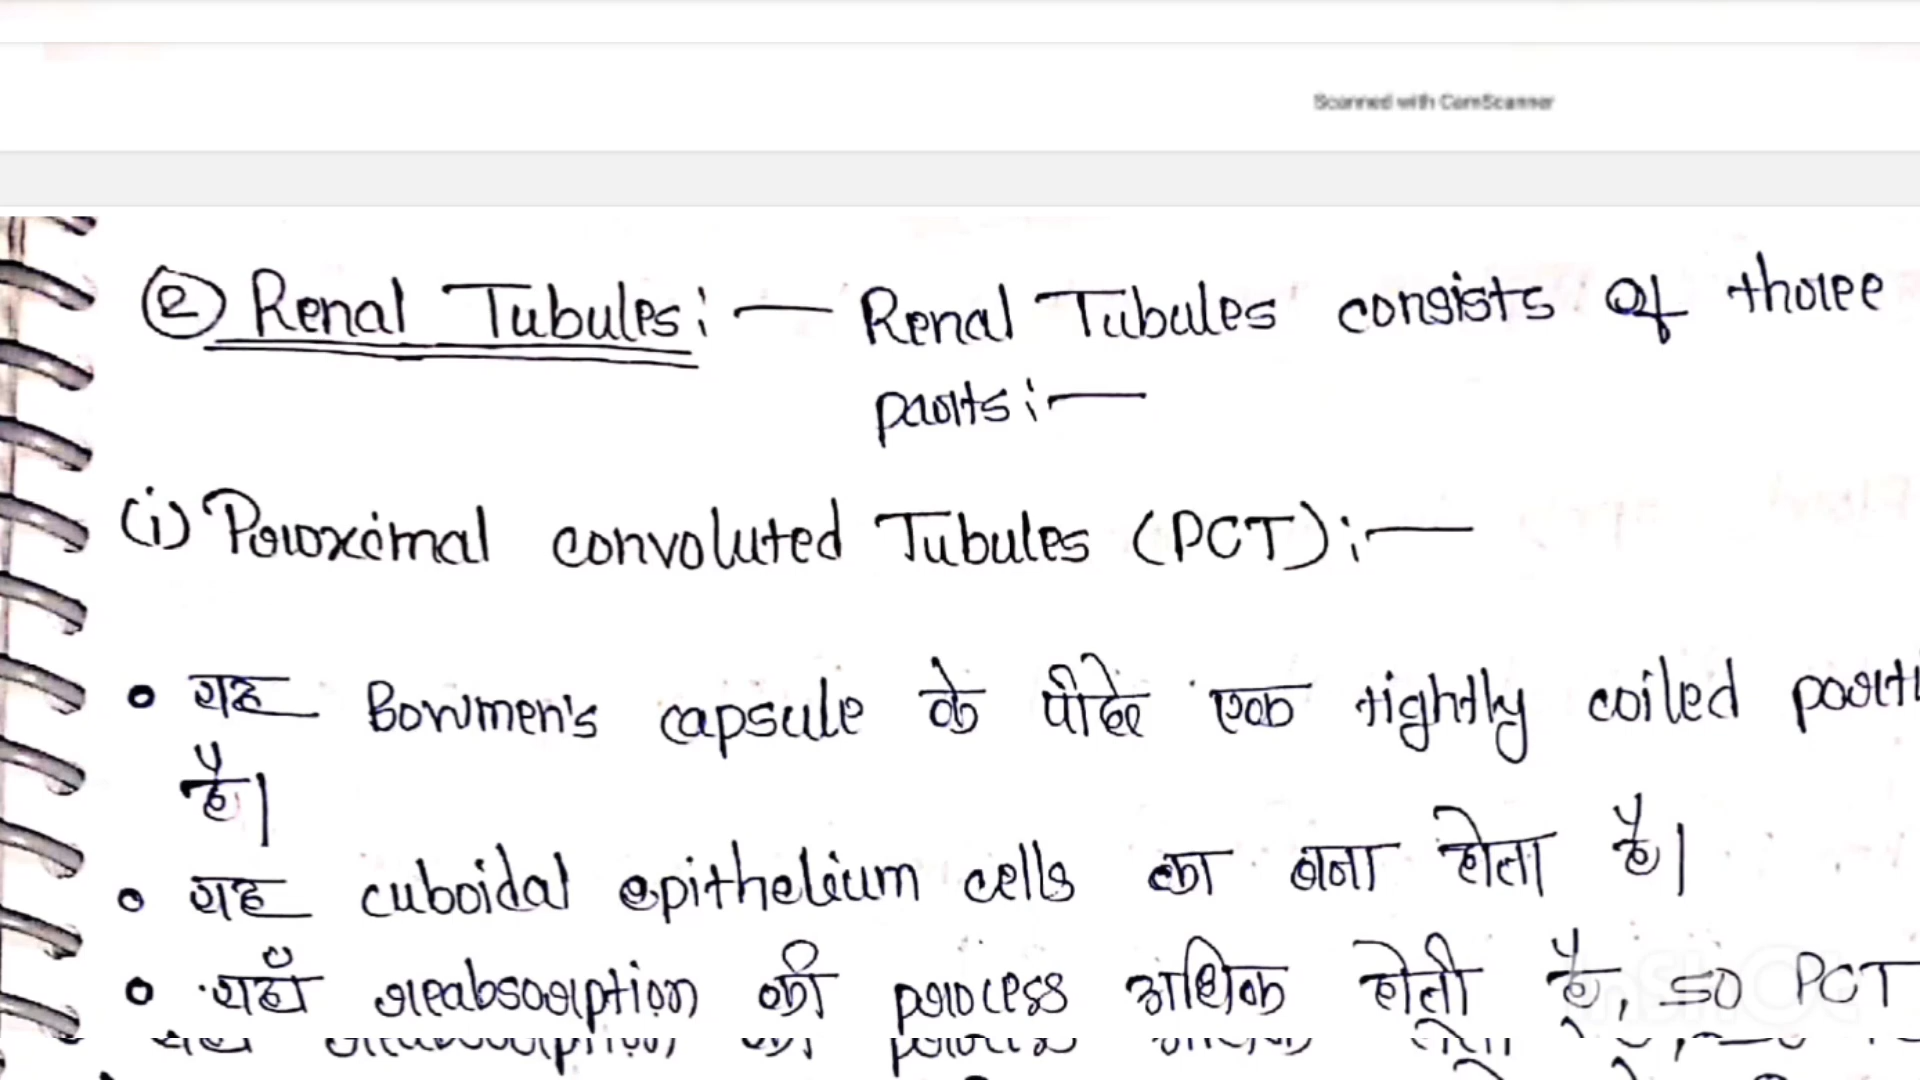 Scanned with CamScanner
② Renal Tubules:— Renal Tubules consists of three
parts:—
(i) Proximal convoluted Tubules (PCT):—
• यह Bowmen's capsule के पीछे एक tightly coiled
है।
• यह cuboidal epithelium cells का बना होता है।
• यहाँ reabsorption की process अधिक होती है, so PCT
InShOt